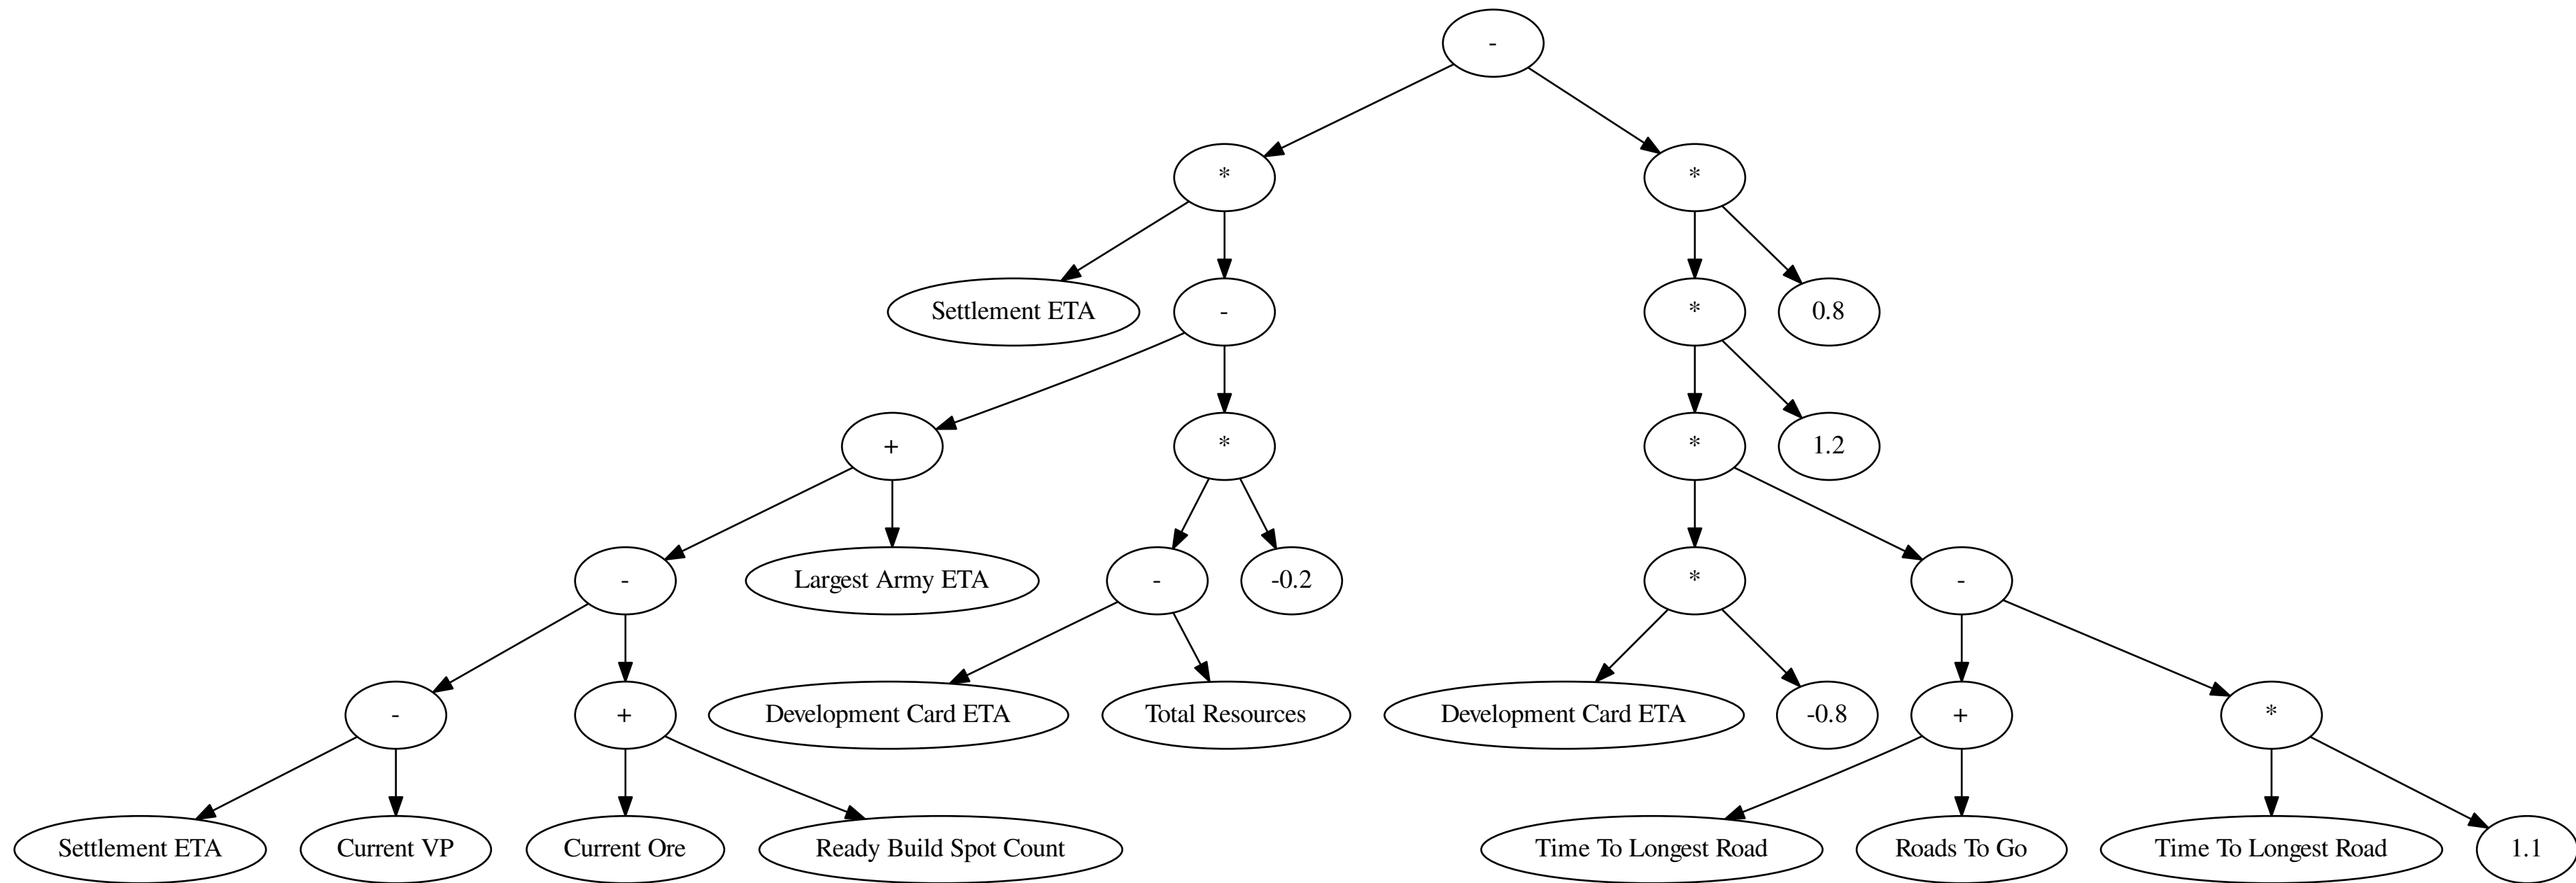 -
*
*
Settlement ETA
-
*
0.8
+
*
*
1.2
-
Largest Army ETA
-
-0.2
*
-
-
+
Development Card ETA
Total Resources
Development Card ETA
-0.8
+
*
Settlement ETA
Current VP
Current Ore
Ready Build Spot Count
Time To Longest Road
Roads To Go
Time To Longest Road
1.1